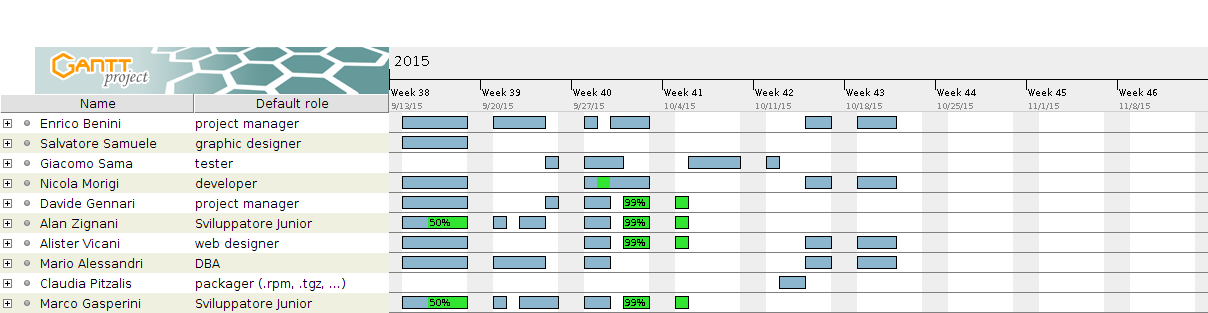 GANTT
project
2015
Week 38 Week 39 Week 40 Week 41 Week 42 Week 43 Week 44 Week 45 Week 46
9/13/15 9/20/15 9/27/15 10/4/15 10/11/15 10/18/15 10/25/15 11/1/15 11/8/15
Name Default role
Enrico Benini project manager
Salvatore Samuele graphic designer
Giacomo Sama tester
Nicola Morigi developer
Davide Gennari project manager 99%
Alan Zignani Sviluppatore Junior 50% 99%
Alister Vicani web designer 99%
Mario Alessandri DBA
Claudia Pitzalis packager (.rpm, .tgz, ...)
Marco Gasperini Sviluppatore Junior 50% 99%